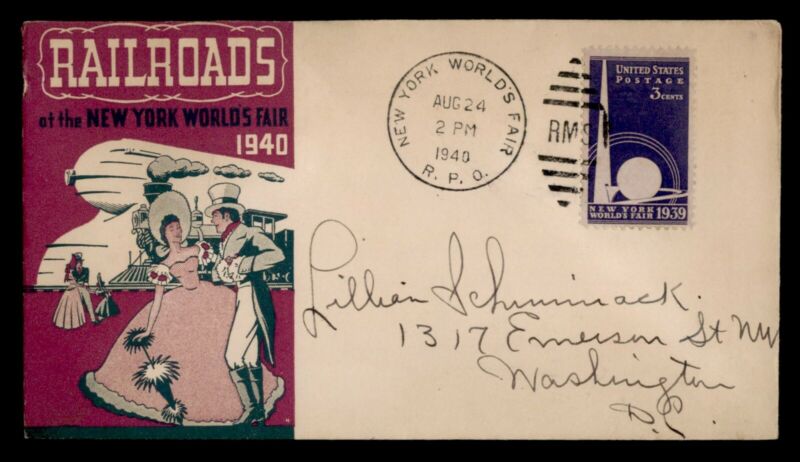 RAILROADS
at the NEW YORK WORLD'S FAIR
1940
NEW YORK WORLD'S FAIR
AUG 24
2 PM
1940
R. P. O.
RMS
UNITED STATES
POSTAGE
3 CENTS
NEW YORK
WORLD'S FAIR 1939
Lillian Schimmack.
1317 Emerson St NW
Washington
D.C.